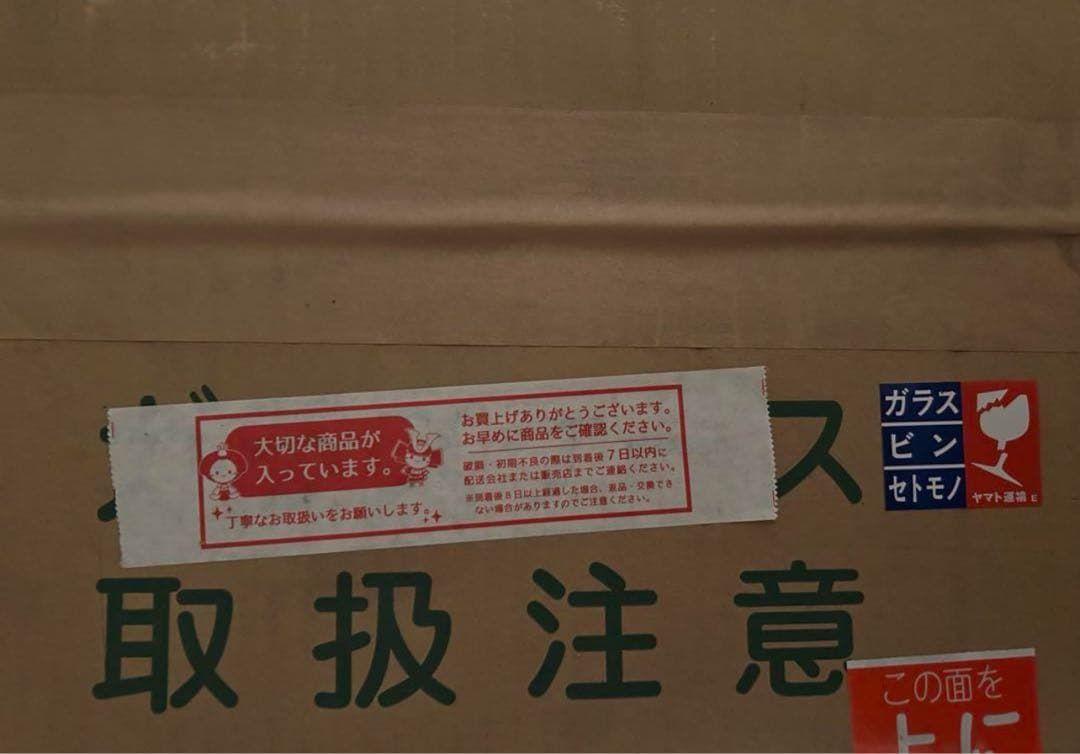 ス
取扱注意
大切な商品が
入っています。
丁寧なお取扱いをお願いします。
お買上げありがとうございます。
お早めに商品をご確認ください。
破損・初期不良の際は到着後7日以内に
配送会社または販売店までご連絡ください。
※到着後8日以上経過した場合、返品・交換でき
ない場合がありますのでご注意ください。
ガラス
ビン
セトモノ
ヤマト運輸 E
この面を
上に